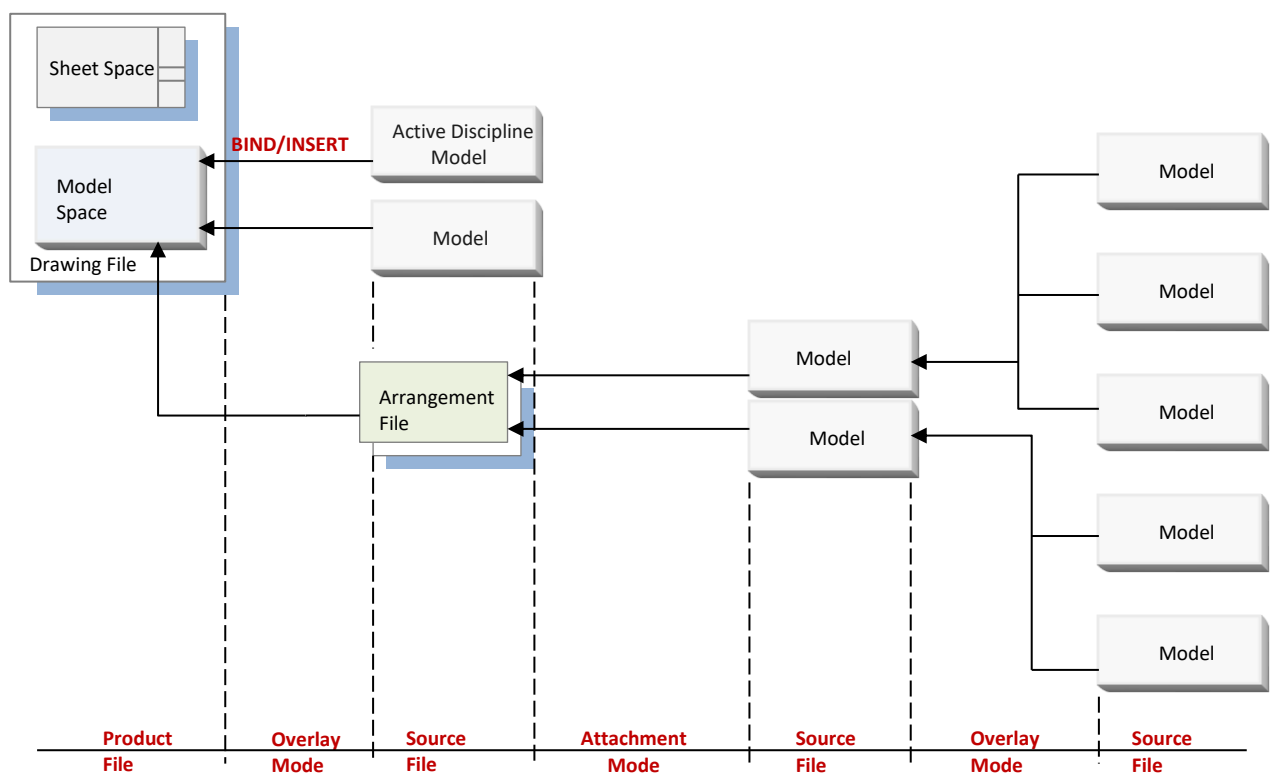 Sheet Space
BIND/INSERT
Active Discipline
Model
Model
Space
Model
Drawing File
Arrangement
File
Model
Model
Model
Model
Model
Model
Model
Product
File
Overlay
Mode
Source
File
Attachment
Mode
Source
File
Overlay
Mode
Source
File